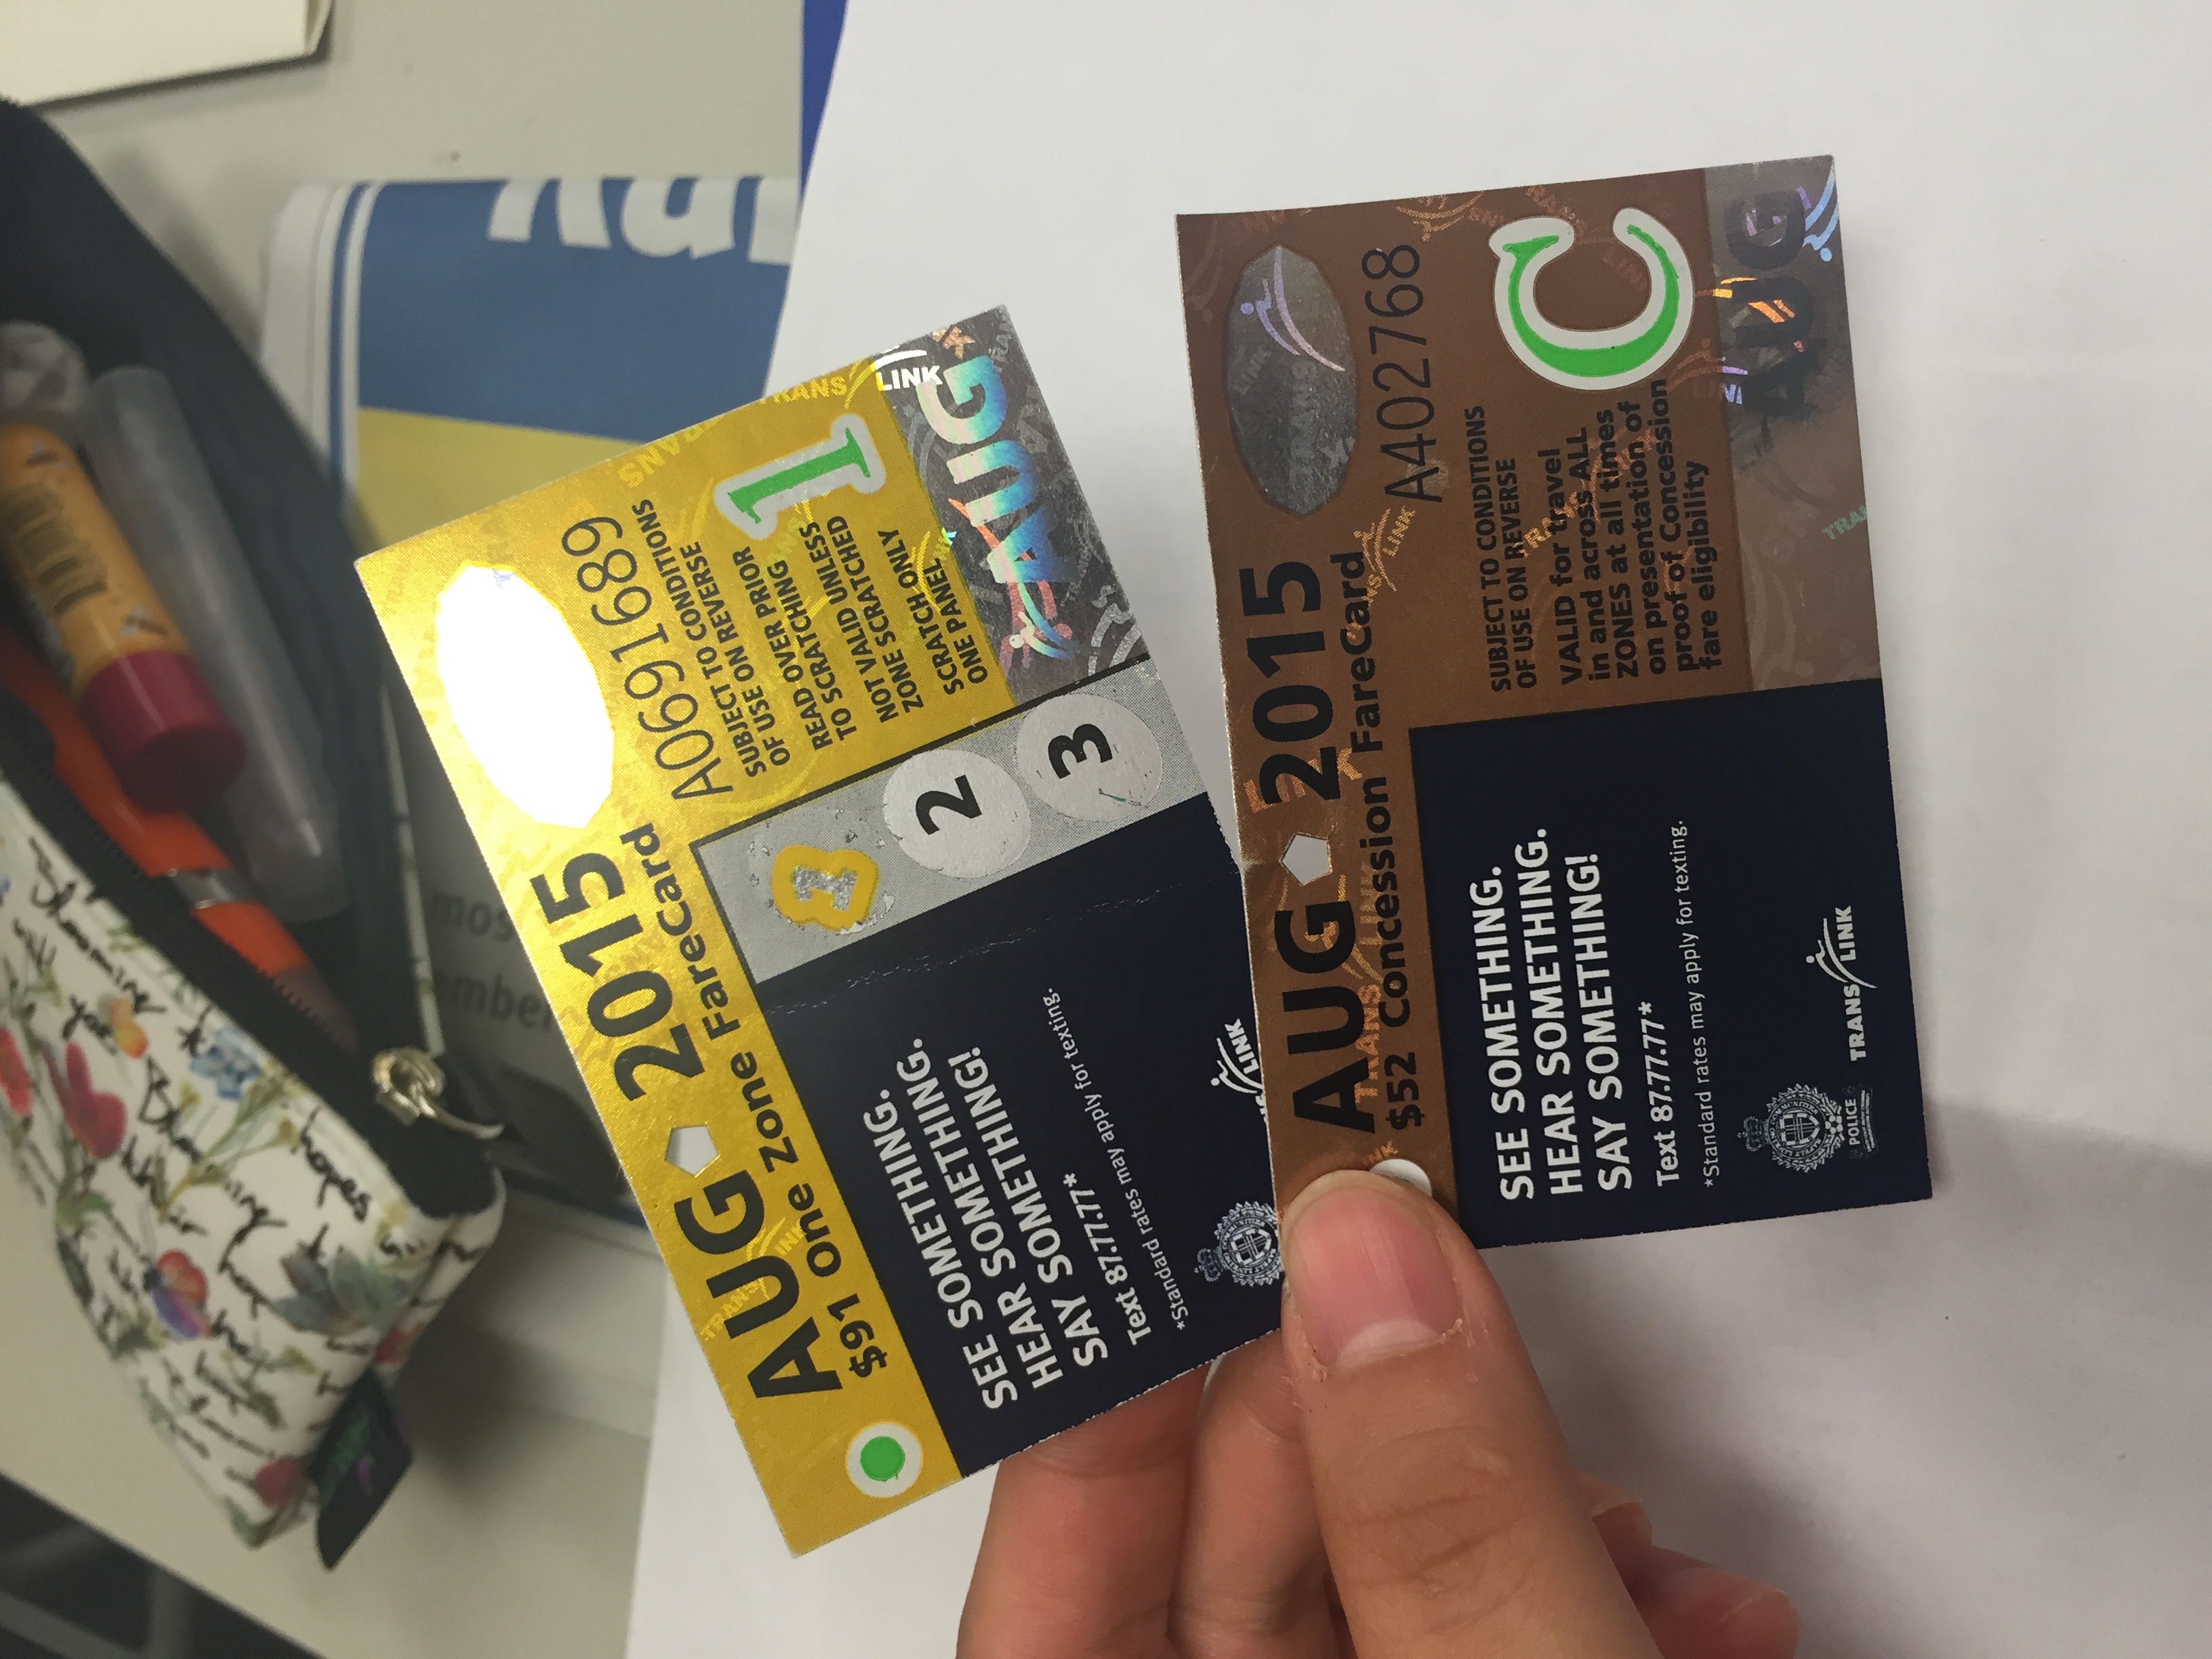 AUG 2015
$91 One Zone FareCard
A0691689
SUBJECT TO CONDITIONS
OF USE ON REVERSE
READ OVER PRIOR
TO SCRATCHING
NOT VALID UNLESS
ZONE SCRATCHED
SCRATCH ONLY
ONE PANEL
1
TRANS
LINK
AUG
1
2
3
SEE SOMETHING.
HEAR SOMETHING.
SAY SOMETHING!
Text 87.77.77*
*Standard rates may apply for texting.
LINK
AUG 2015
$52 Concession FareCard
A402768
SUBJECT TO CONDITIONS
OF USE ON REVERSE
VALID for travel
in and across ALL
ZONES at all times
on presentation of
proof of Concession
fare eligibility
C
AUG
SEE SOMETHING.
HEAR SOMETHING.
SAY SOMETHING!
Text 87.77.77*
*Standard rates may apply for texting.
POLICE
TRANS LINK